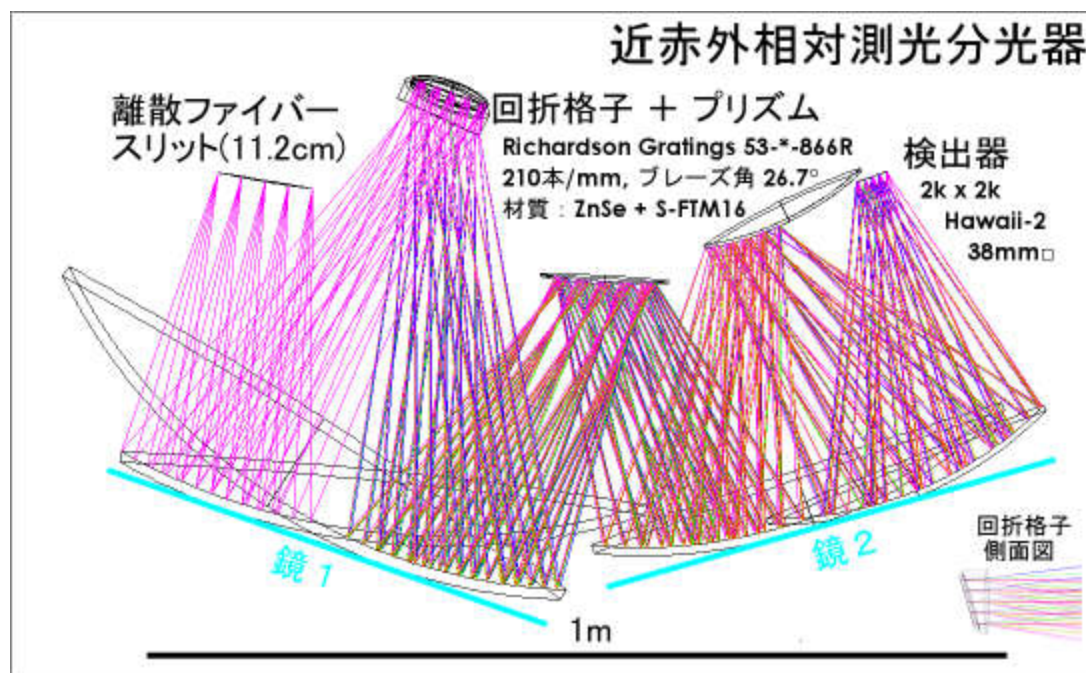 近赤外相対測光分光器
離散ファイバー
スリット(11.2cm)
回折格子 + プリズム
Richardson Gratings 53-*-866R
210本/mm, ブレーズ角 26.7°
材質：ZnSe + S-FTM16
検出器
2k x 2k
Hawaii-2
38mm□
鏡1
鏡2
回折格子
側面図
1m